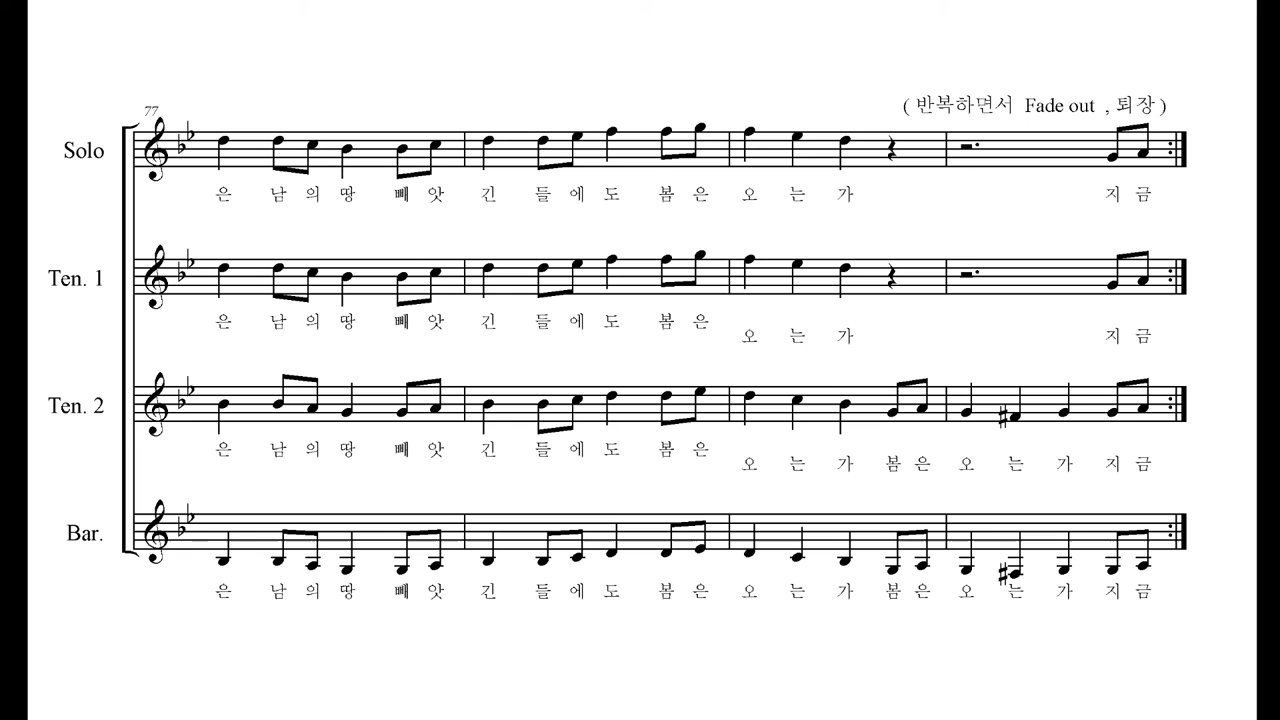 ( 반복하면서 Fade out , 퇴장 )
77
Solo
은 남 의 땅 빼 앗 긴 들 에 도 봄 은 오 는 가 지 금
Ten. 1
은 남 의 땅 빼 앗 긴 들 에 도 봄 은 오 는 가 지 금
Ten. 2
은 남 의 땅 빼 앗 긴 들 에 도 봄 은 오 는 가 봄 은 오 는 가 지 금
Bar.
은 남 의 땅 빼 앗 긴 들 에 도 봄 은 오 는 가 봄 은 오 는 가 지 금